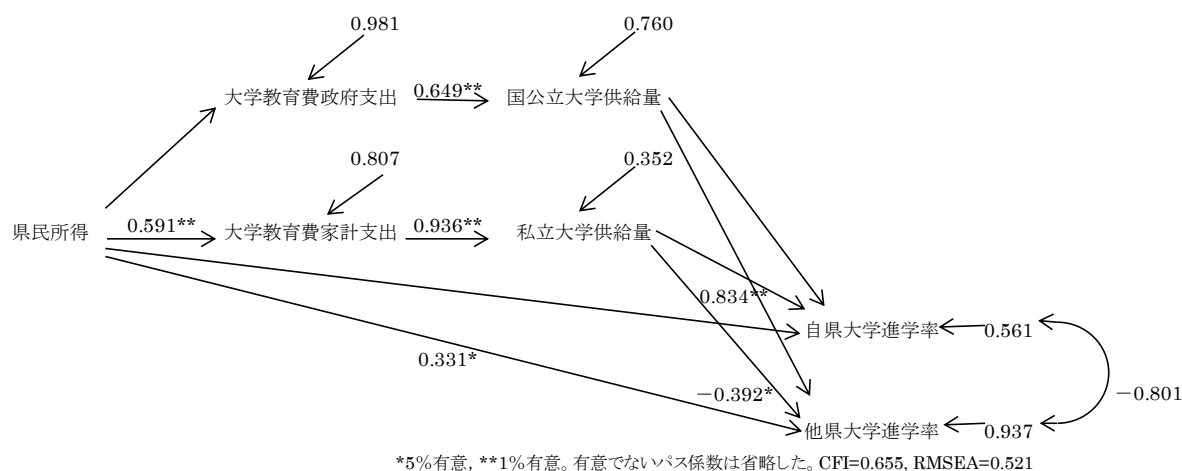 0.981
0.760
大学教育費政府支出
0.649**
国公立大学供給量
0.807
0.352
県民所得
0.591**
大学教育費家計支出
0.936**
私立大学供給量
0.834**
自県大学進学率
0.561
0.331*
－0.392*
－0.801
他県大学進学率
0.937
*5%有意, **1%有意。有意でないパス係数は省略した。CFI=0.655, RMSEA=0.521